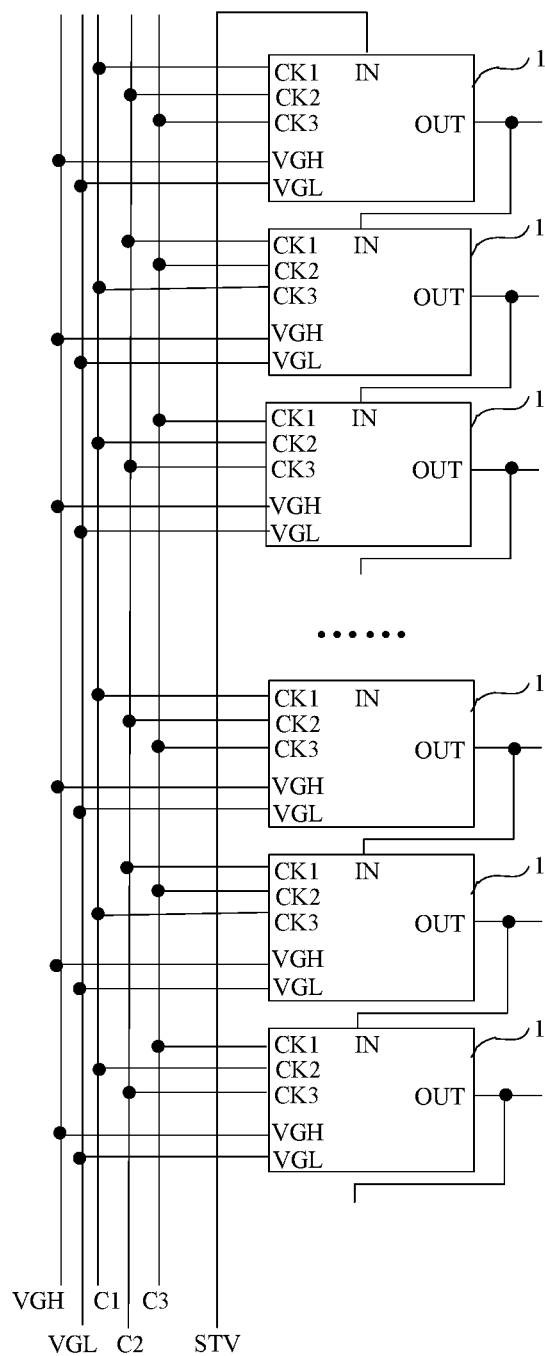 CK1 IN 1
CK2
CK3 OUT
VGH
VGL
CK1 IN 1
CK2
CK3 OUT
VGH
VGL
CK1 IN 1
CK2
CK3 OUT
VGH
VGL
......
CK1 IN 1
CK2
CK3 OUT
VGH
VGL
CK1 IN 1
CK2
CK3 OUT
VGH
VGL
CK1 IN 1
CK2
CK3 OUT
VGH
VGL
VGH C1 C3
VGL C2 STV